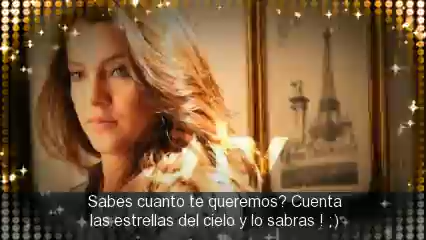 Sabes cuanto te queremos? Cuenta
las estrellas del cielo y lo sabras ! ;)